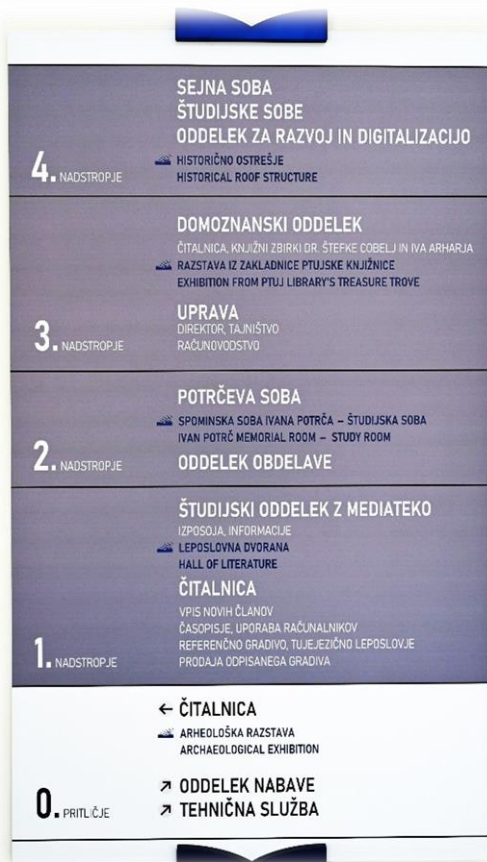 SEJNA SOBA
ŠTUDIJSKE SOBE
ODDELEK ZA RAZVOJ IN DIGITALIZACIJO
HISTORIČNO OSTREŠJE
HISTORICAL ROOF STRUCTURE
4. NADSTROPJE
DOMOZNANSKI ODDELEK
ČITALNICA, KNJIŽNI ZBIRKI DR. ŠTEFKE COBELJ IN IVA ARHARJA
RAZSTAVA IZ ZAKLADNICE PTUJSKE KNJIŽNICE
EXHIBITION FROM PTUJ LIBRARY'S TREASURE TROVE
UPRAVA
DIREKTOR, TAJNIŠTVO
RAČUNOVODSTVO
3. NADSTROPJE
POTRČEVA SOBA
SPOMINSKA SOBA IVANA POTRČA – ŠTUDIJSKA SOBA
IVAN POTRČ MEMORIAL ROOM – STUDY ROOM
ODDELEK OBDELAVE
2. NADSTROPJE
ŠTUDIJSKI ODDELEK Z MEDIATEKO
IZPOSOJA, INFORMACIJE
LEPOSLOVNA DVORANA
HALL OF LITERATURE
ČITALNICA
VPIS NOVIH ČLANOV
ČASOPISJE, UPORABA RAČUNALNIKOV
REFERENČNO GRADIVO, TUJEJEZIČNO LEPOSLOVJE
PRODAJA ODPISANEGA GRADIVA
1. NADSTROPJE
← ČITALNICA
ARHEOLOŠKA RAZSTAVA
ARCHAEOLOGICAL EXHIBITION
↗ ODDELEK NABAVE
↗ TEHNIČNA SLUŽBA
0. PRITLIČJE